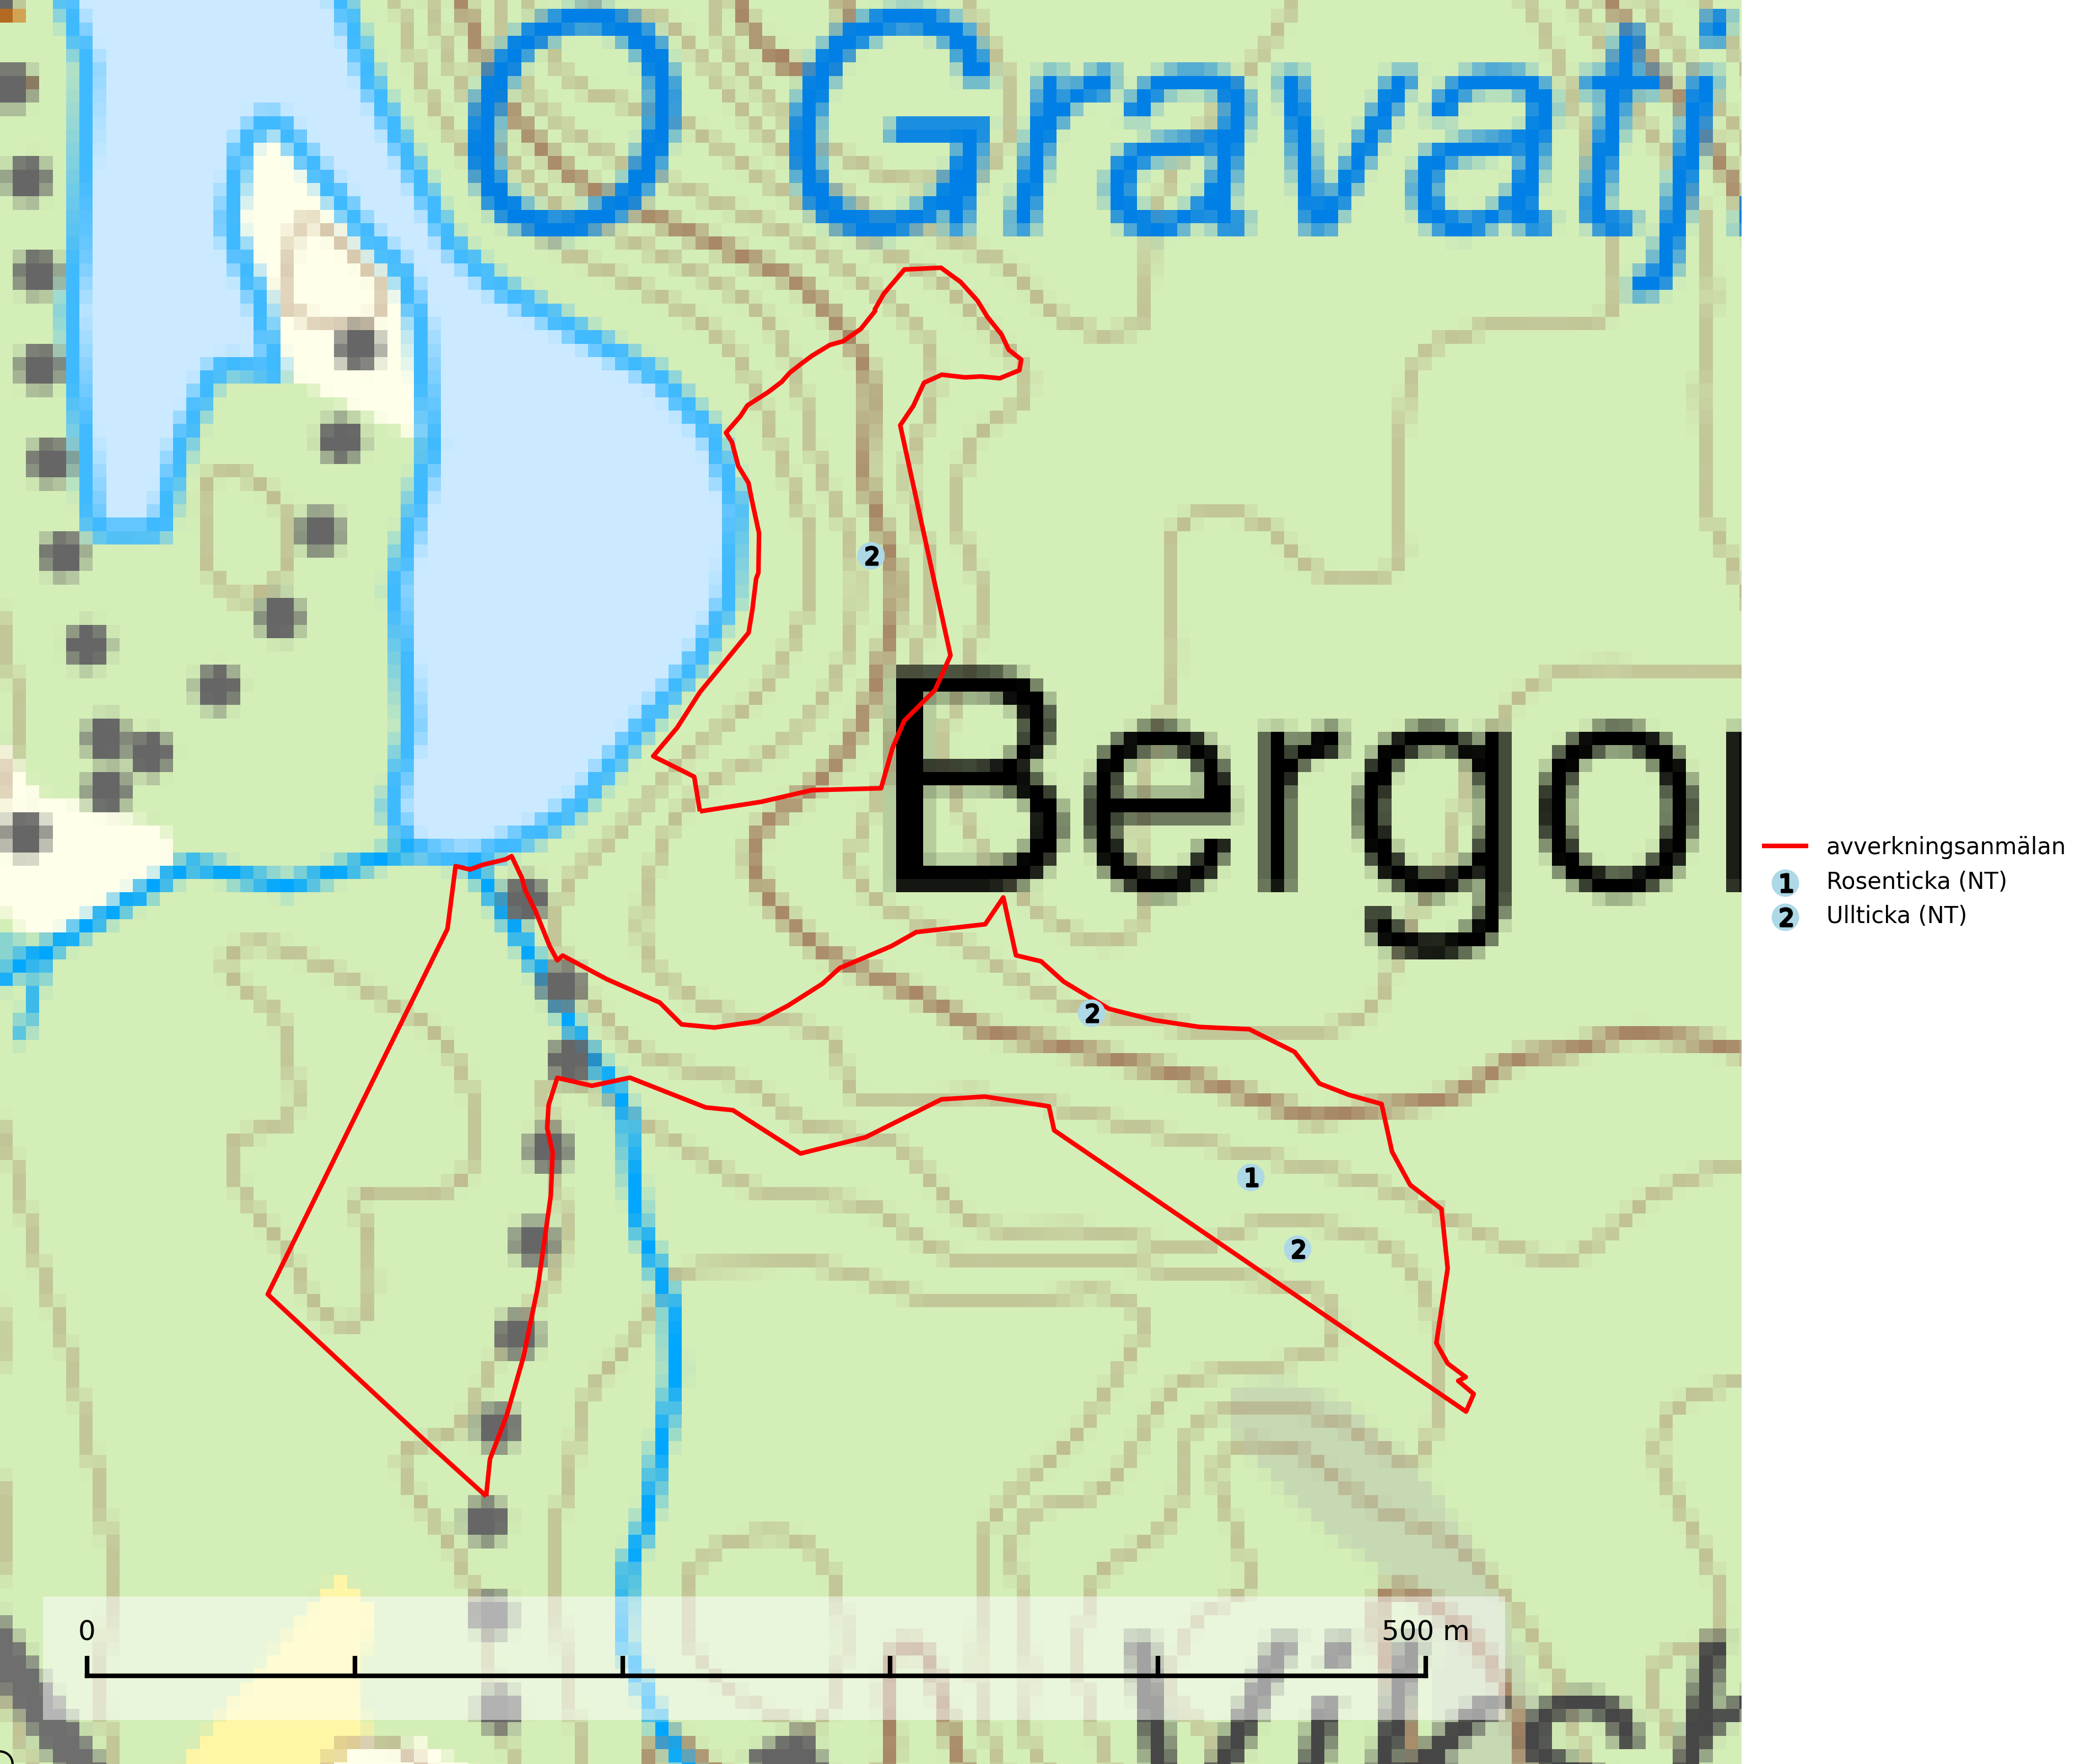 O Gravatj
2
Bergo
2
1
2
avverkningsanmälan
1 Rosenticka (NT)
2 Ullticka (NT)
0 500 m